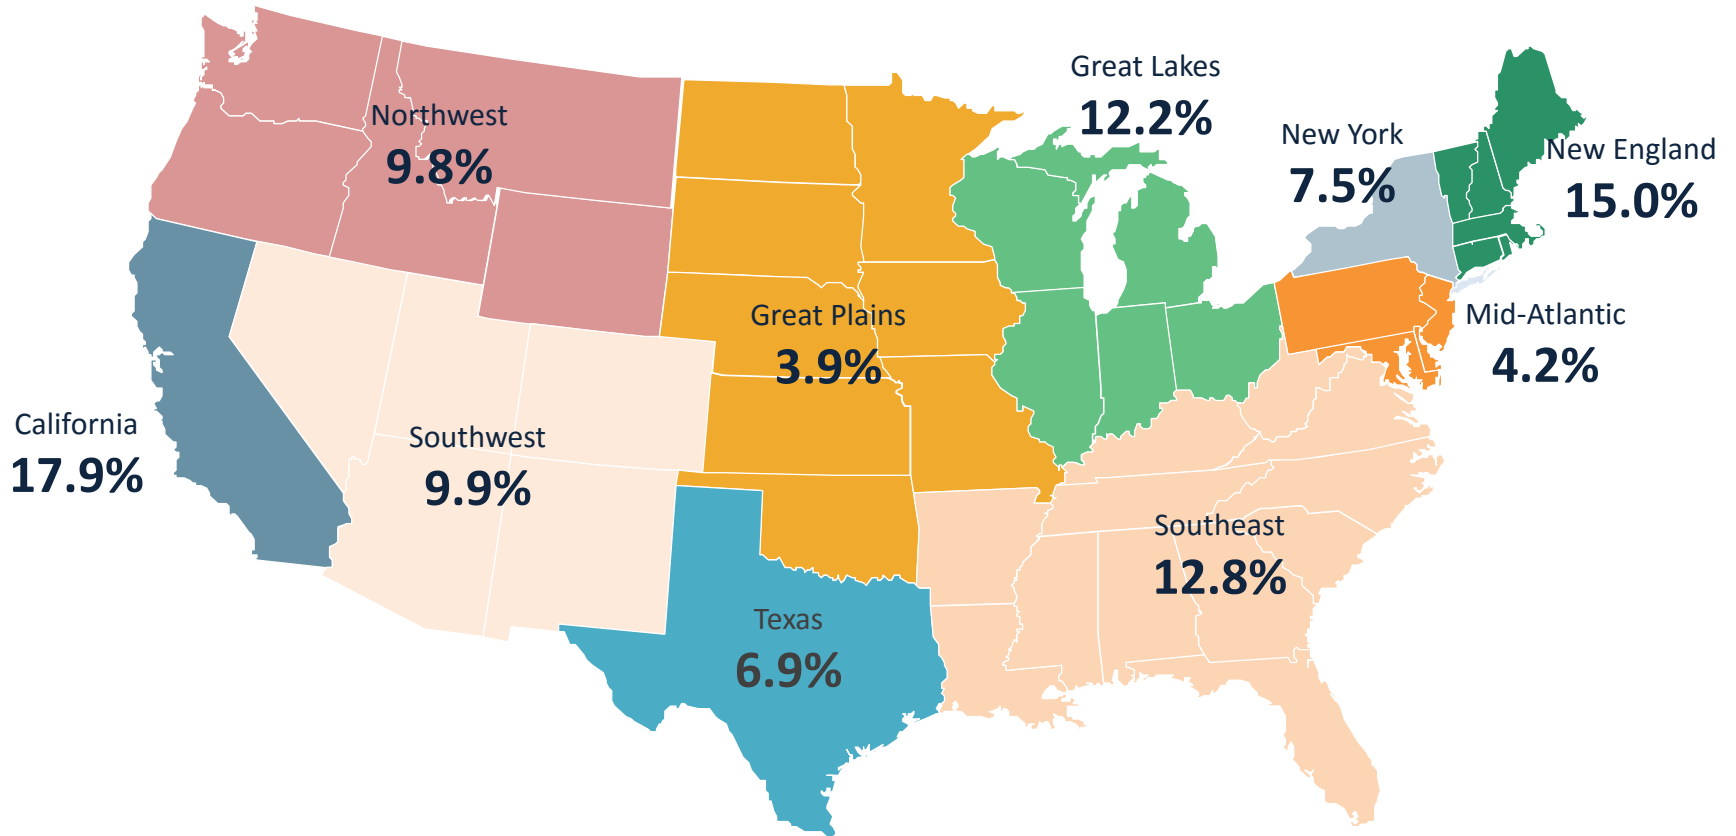 Great Lakes
12.2%
Northwest
9.8%
New York
7.5%
New England
15.0%
Great Plains
3.9%
Mid-Atlantic
4.2%
California
17.9%
Southwest
9.9%
Southeast
12.8%
Texas
6.9%